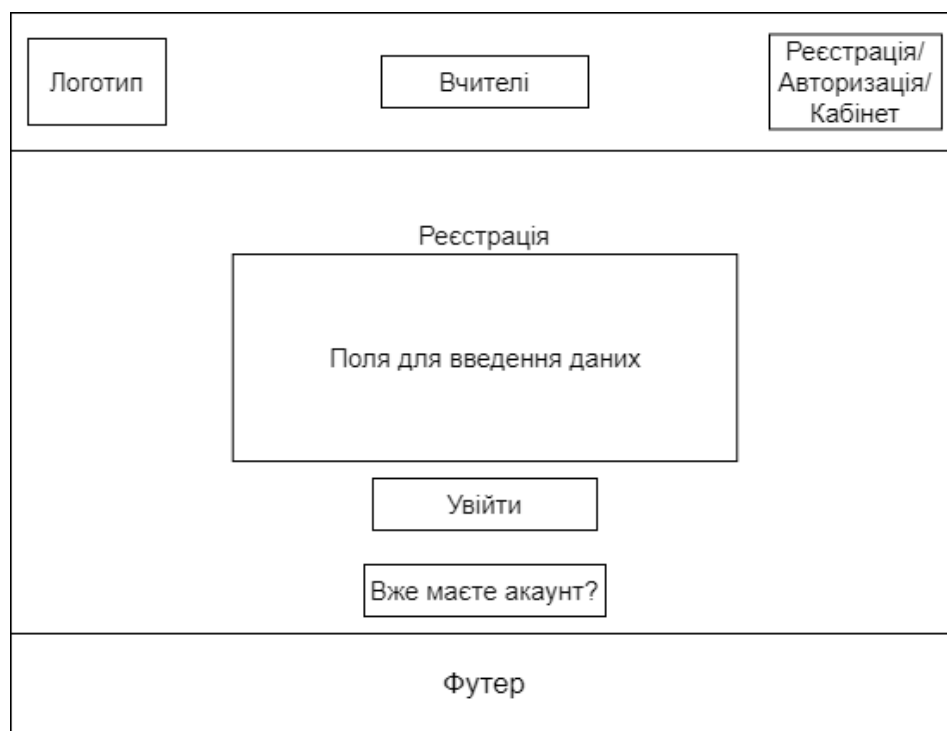 Логотип
Вчителі
Реєстрація/
Авторизація/
Кабінет
Реєстрація
Поля для введення даних
Увійти
Вже маєте акаунт?
Футер